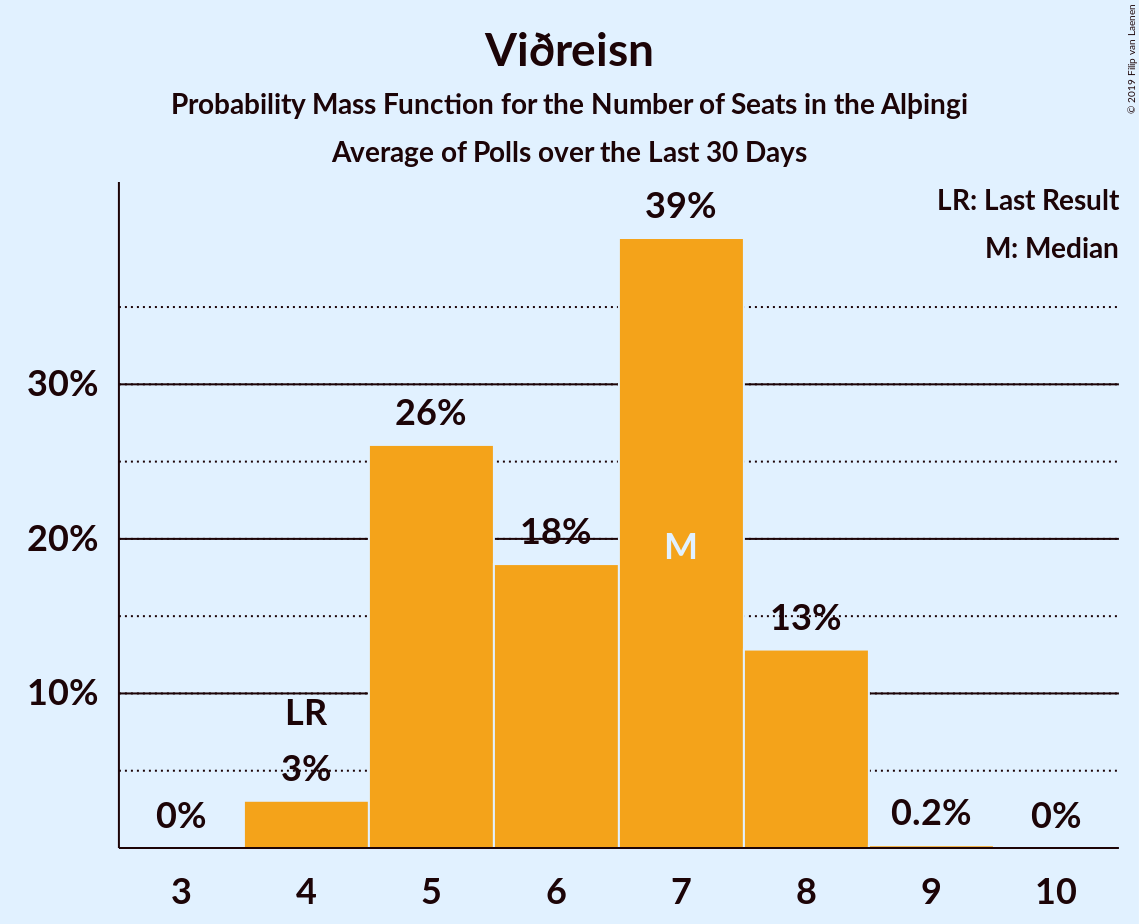 Viðreisn
Probability Mass Function for the Number of Seats in the Alþingi
Average of Polls over the Last 30 Days
© 2019 Filip van Laenen
LR: Last Result
M: Median
39%
30%
26%
20%
18%
M
13%
10%
LR
3%
0%
0.2%
0%
3 4 5 6 7 8 9 10